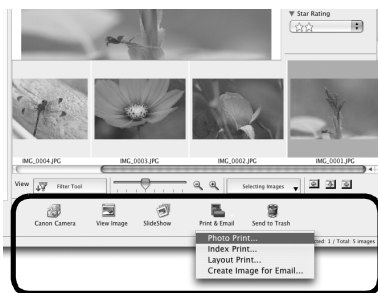 Star Rating
IMG_0004.JPG IMG_0003.JPG IMG_0002.JPG IMG_0001.JPG
View Filter Tool Selecting Images
Canon Camera View Image SlideShow Print & Email Send to Trash
Photo Print...
Index Print...
Layout Print...
Create Image for Email...
cted: 1 / Total: 5 images